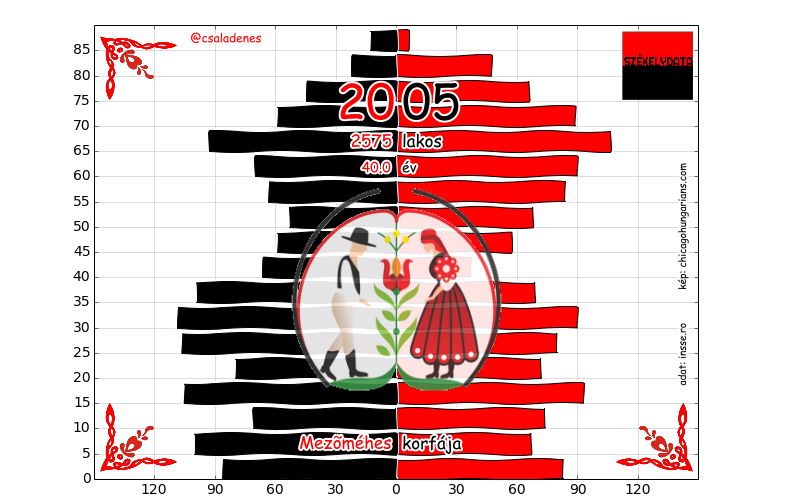 @csaladenes
SZÉKELYDATA
2005
2575 lakos
40.0 év
Mezőméhes korfája
kép: chicagohungarians.com
adat: insse.ro
85
80
75
70
65
60
55
50
45
40
35
30
25
20
15
10
5
0
120 90 60 30 0 30 60 90 120